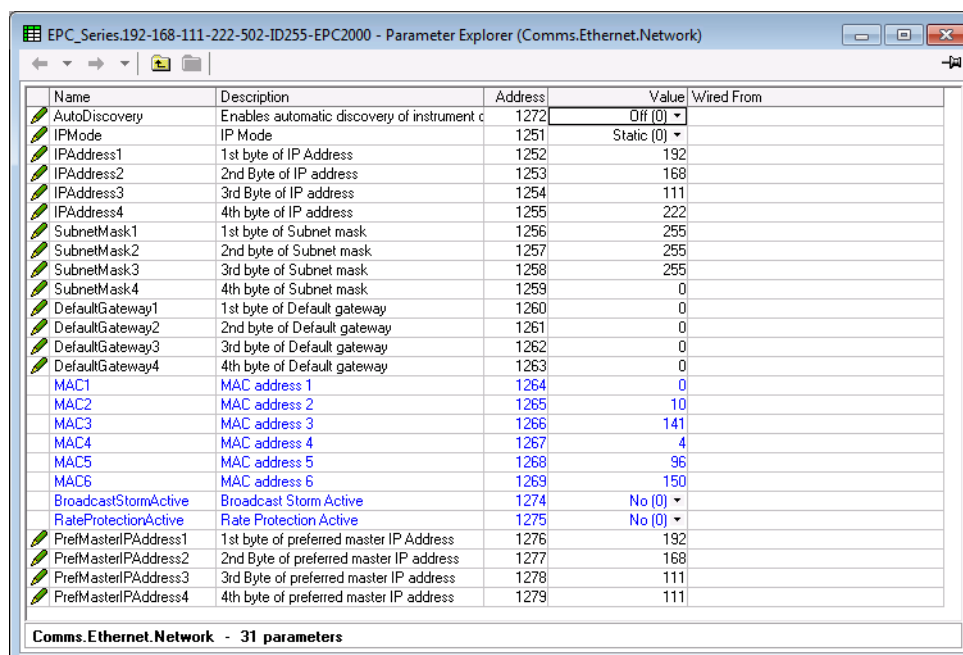 EPC_Series.192-168-111-222-502-ID255-EPC2000 - Parameter Explorer (Comms.Ethernet.Network)
Name Description Address Value Wired From
AutoDiscovery Enables automatic discovery of instrument c 1272 Off (0)
IPMode IP Mode 1251 Static (0)
IPAddress1 1st byte of IP Address 1252 192
IPAddress2 2nd Byte of IP address 1253 168
IPAddress3 3rd Byte of IP address 1254 111
IPAddress4 4th byte of IP address 1255 222
SubnetMask1 1st byte of Subnet mask 1256 255
SubnetMask2 2nd byte of Subnet mask 1257 255
SubnetMask3 3rd byte of Subnet mask 1258 255
SubnetMask4 4th byte of Subnet mask 1259 0
DefaultGateway1 1st byte of Default gateway 1260 0
DefaultGateway2 2nd byte of Default gateway 1261 0
DefaultGateway3 3rd byte of Default gateway 1262 0
DefaultGateway4 4th byte of Default gateway 1263 0
MAC1 MAC address 1 1264 0
MAC2 MAC address 2 1265 10
MAC3 MAC address 3 1266 141
MAC4 MAC address 4 1267 4
MAC5 MAC address 5 1268 96
MAC6 MAC address 6 1269 150
BroadcastStormActive Broadcast Storm Active 1274 No (0)
RateProtectionActive Rate Protection Active 1275 No (0)
PrefMasterIPAddress1 1st byte of preferred master IP Address 1276 192
PrefMasterIPAddress2 2nd Byte of preferred master IP address 1277 168
PrefMasterIPAddress3 3rd Byte of preferred master IP address 1278 111
PrefMasterIPAddress4 4th byte of preferred master IP address 1279 111
Comms.Ethernet.Network - 31 parameters